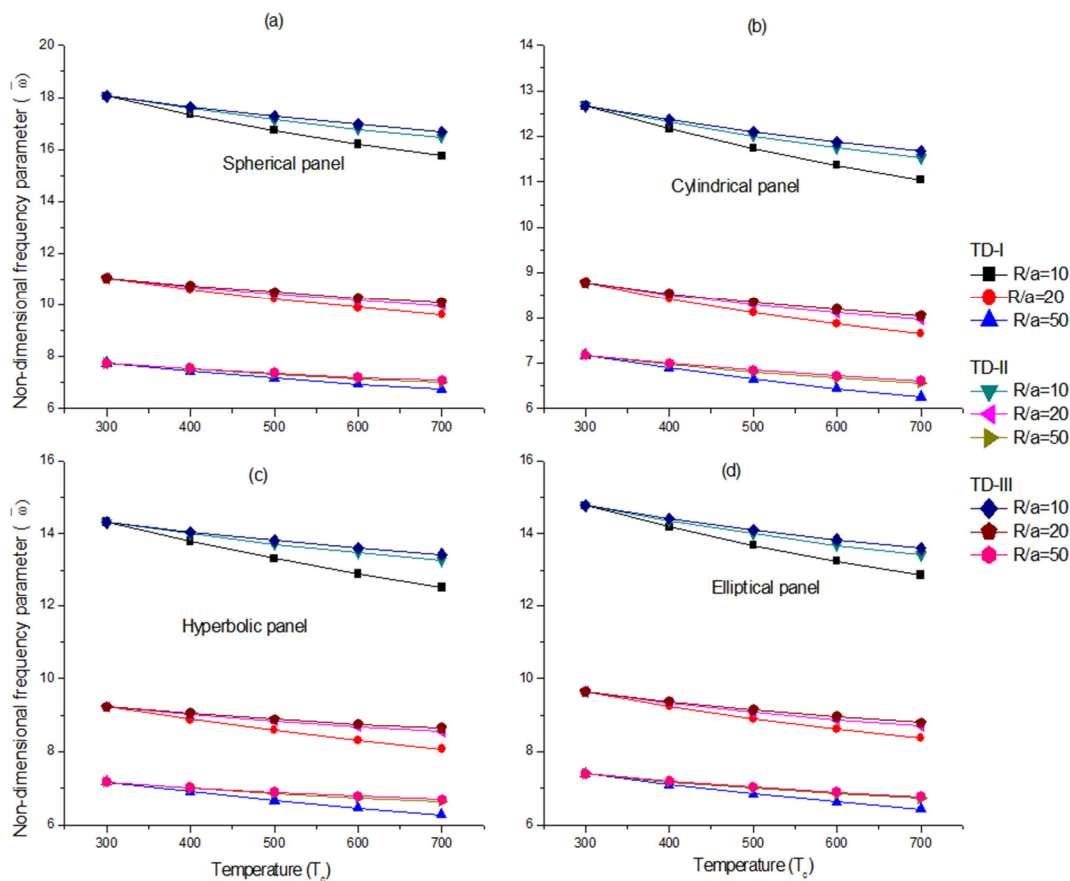 (a)
Non-dimensional frequency parameter ( ω̄ )
20
18
16
14
12
10
8
6
Spherical panel
300 400 500 600 700
(b)
14
13
12
11
10
9
8
7
6
Cylindrical panel
300 400 500 600 700
TD-I
R/a=10
R/a=20
R/a=50
TD-II
R/a=10
R/a=20
R/a=50
TD-III
R/a=10
R/a=20
R/a=50
(c)
Non-dimensional frequency parameter ( ω̄ )
16
14
12
10
8
6
Hyperbolic panel
300 400 500 600 700
Temperature (Tc)
(d)
16
14
12
10
8
6
Elliptical panel
300 400 500 600 700
Temperature (Tc)